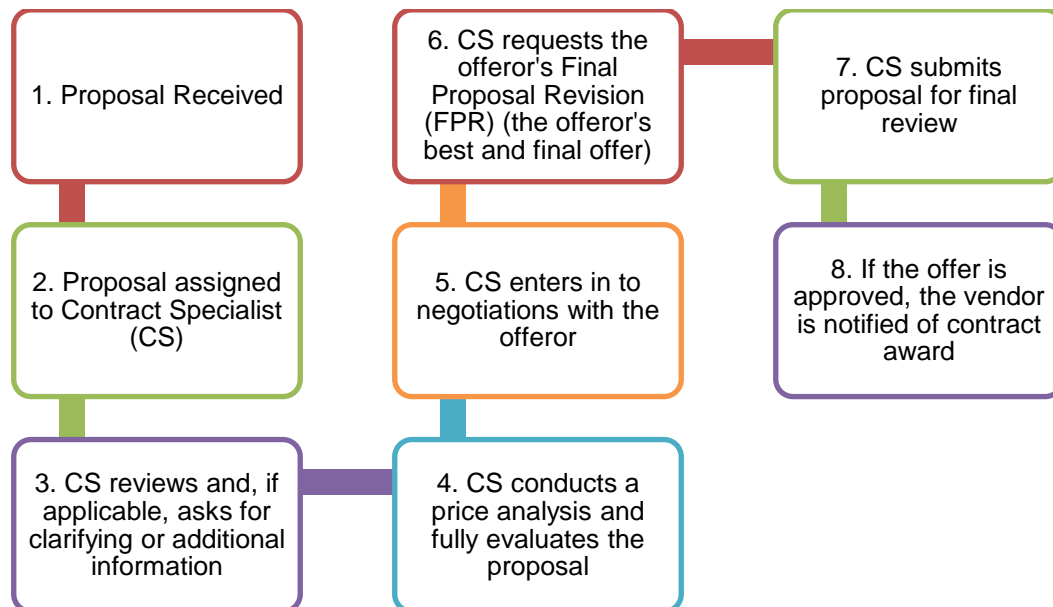 1. Proposal Received
2. Proposal assigned
to Contract Specialist
(CS)
3. CS reviews and, if
applicable, asks for
clarifying or additional
information
4. CS conducts a
price analysis and
fully evaluates the
proposal
5. CS enters in to
negotiations with the
offeror
6. CS requests the
offeror's Final
Proposal Revision
(FPR) (the offeror's
best and final offer)
7. CS submits
proposal for final
review
8. If the offer is
approved, the vendor
is notified of contract
award